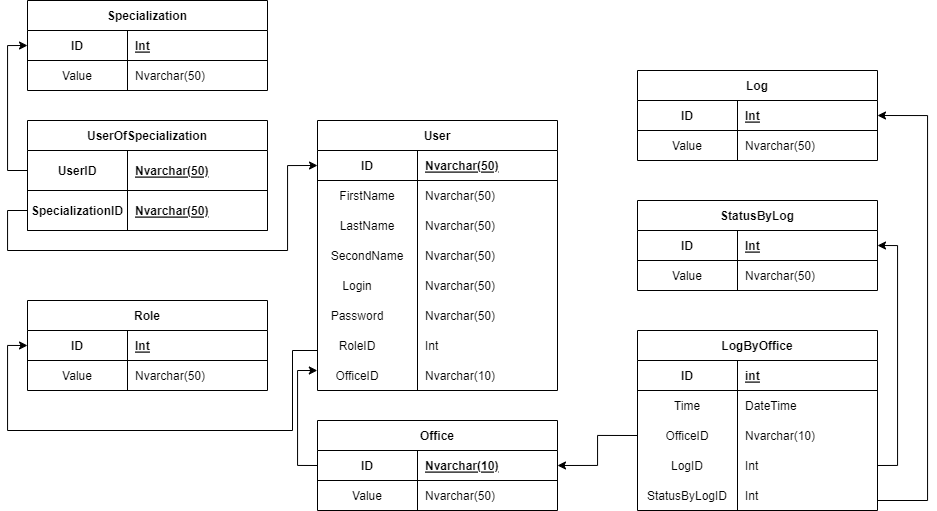 Specialization
ID Int
Value Nvarchar(50)
UserOfSpecialization
UserID Nvarchar(50)
SpecializationID Nvarchar(50)
Role
ID Int
Value Nvarchar(50)
User
ID Nvarchar(50)
FirstName Nvarchar(50)
LastName Nvarchar(50)
SecondName Nvarchar(50)
Login Nvarchar(50)
Password Nvarchar(50)
RoleID Int
OfficeID Nvarchar(10)
Office
ID Nvarchar(10)
Value Nvarchar(50)
Log
ID Int
Value Nvarchar(50)
StatusByLog
ID Int
Value Nvarchar(50)
LogByOffice
ID int
Time DateTime
OfficeID Nvarchar(10)
LogID Int
StatusByLogID Int